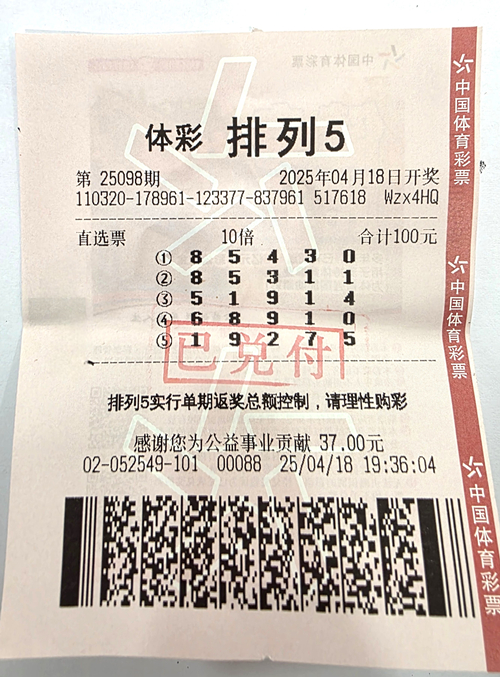 中国体育彩票
体彩 排列5
第 25098期 2025年04月18日开奖
110320-178961-123377-837961 517618 Wzx4HQ
直选票 10倍 合计100元
① 8 5 4 3 0
② 8 5 3 1 1
③ 5 1 9 1 4
④ 6 8 9 1 0
⑤ 1 9 2 7 5
已兑付
排列5实行单期返奖总额控制，请理性购彩
感谢您为公益事业贡献 37.00元
02-052549-101 00088 25/04/18 19:36:04
中国体育彩票
中国体育彩票
中国体育彩票